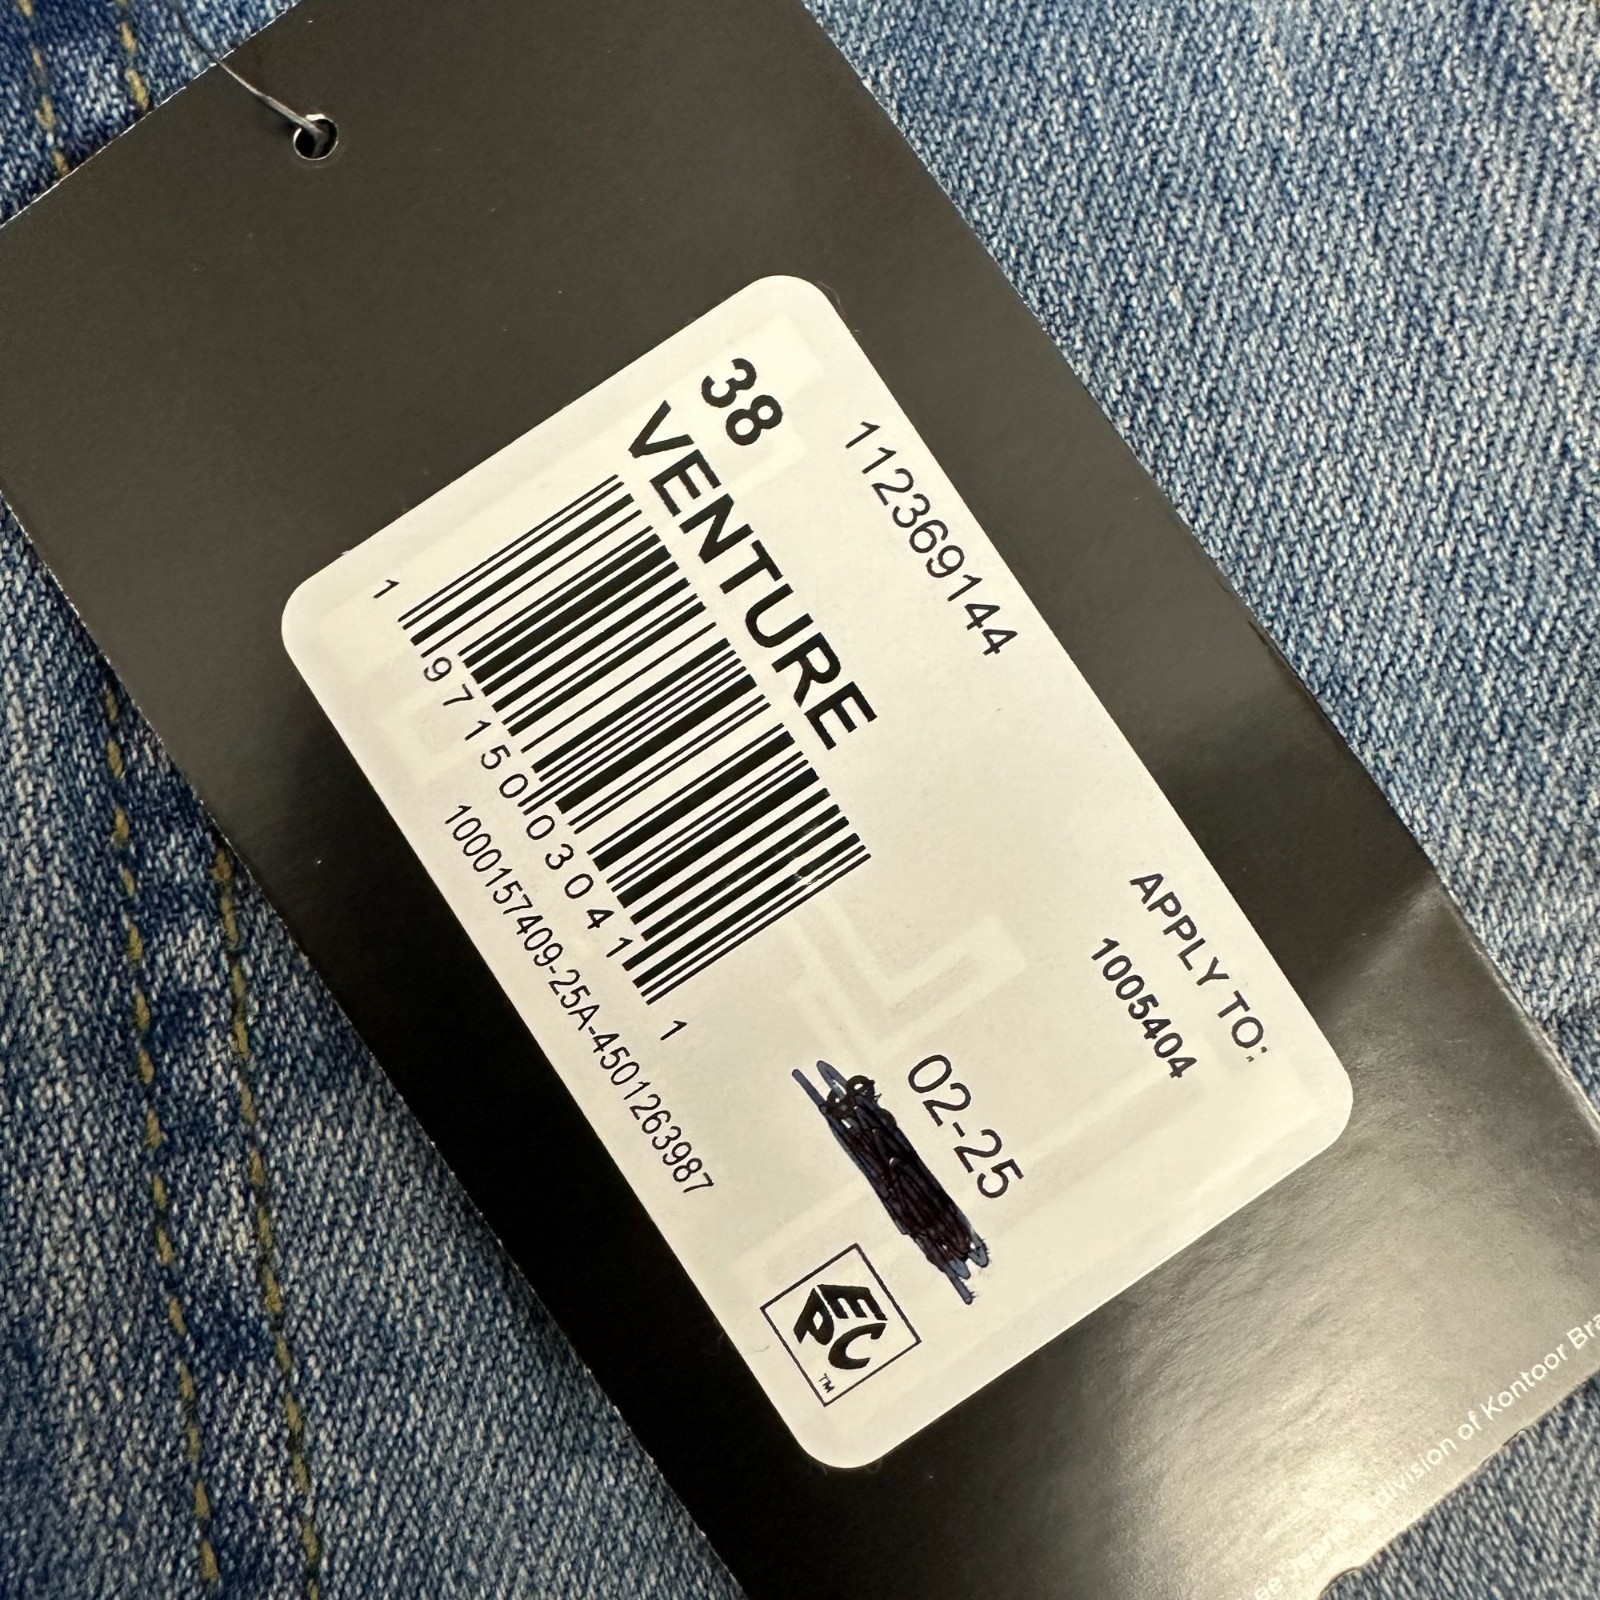 112369144
38
VENTURE
1 97150 03041 1
1000157409-25A-4501263987
APPLY TO:
1005404
02-25
EPC
TM
division of Kontoor